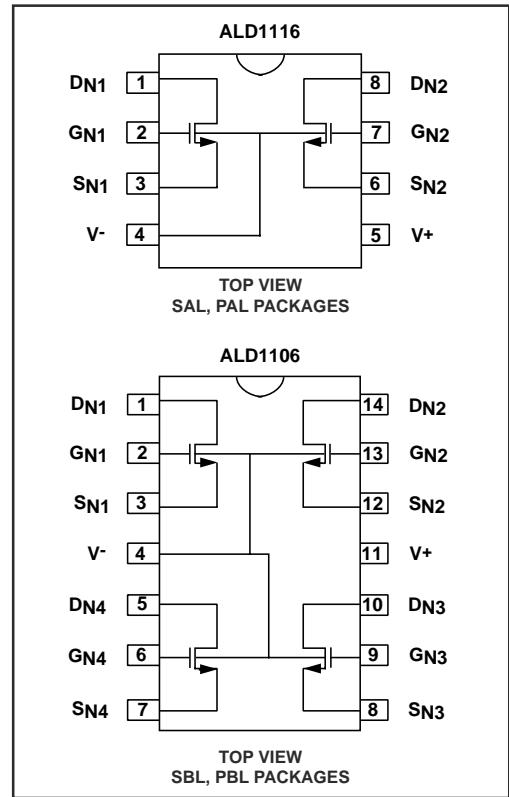 ALD1116
DN1 1 8 DN2
GN1 2 7 GN2
SN1 3 6 SN2
V- 4 5 V+
TOP VIEW
SAL, PAL PACKAGES
ALD1106
DN1 1 14 DN2
GN1 2 13 GN2
SN1 3 12 SN2
V- 4 11 V+
DN4 5 10 DN3
GN4 6 9 GN3
SN4 7 8 SN3
TOP VIEW
SBL, PBL PACKAGES